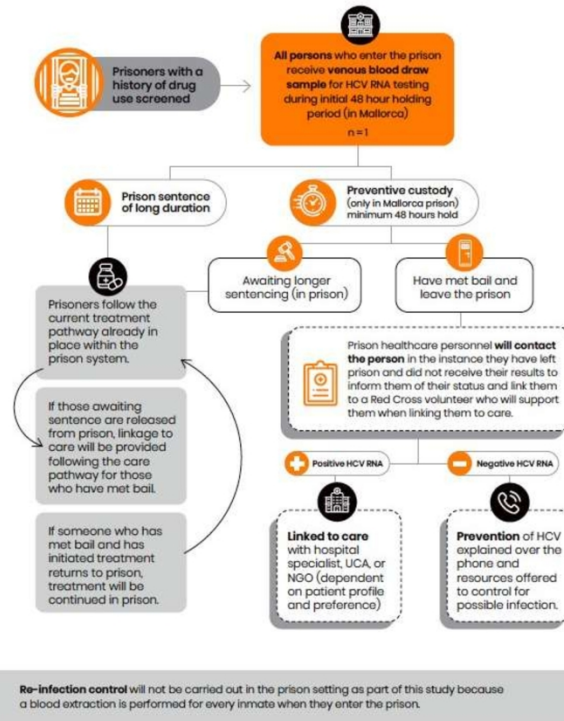 Prisoners with a
history of drug
use screened
All persons who enter the prison
receive venous blood draw
sample for HCV RNA testing
during initial 48 hour holding
period (in Mallorca)
n=1
Prison sentence
of long duration
Preventive custody
(only in Mallorca prison)
minimum 48 hours hold
Awaiting longer
sentencing (in prison)
Have met bail and
leave the prison
Prisoners follow the
current treatment
pathway already in
place within the
prison system.
If those awaiting
sentence are released
from prison, linkage to
care will be provided
following the care
pathway for those
who have met bail.
If someone who has
met bail and has
initiated treatment
returns to prison,
treatment will be
continued in prison.
Prison healthcare personnel will contact
the person in the instance they have left
prison and did not receive their results to
inform them of their status and link them
to a Red Cross volunteer who will support
them when linking them to care.
Positive HCV RNA
Negative HCV RNA
Linked to care
with hospital
specialist, UCA, or
NGO (dependent
on patient profile
and preference)
Prevention of HCV
explained over the
phone and
resources offered
to control for
possible infection.
Re-infection control will not be carried out in the prison setting as part of this study because
a blood extraction is performed for every inmate when they enter the prison.